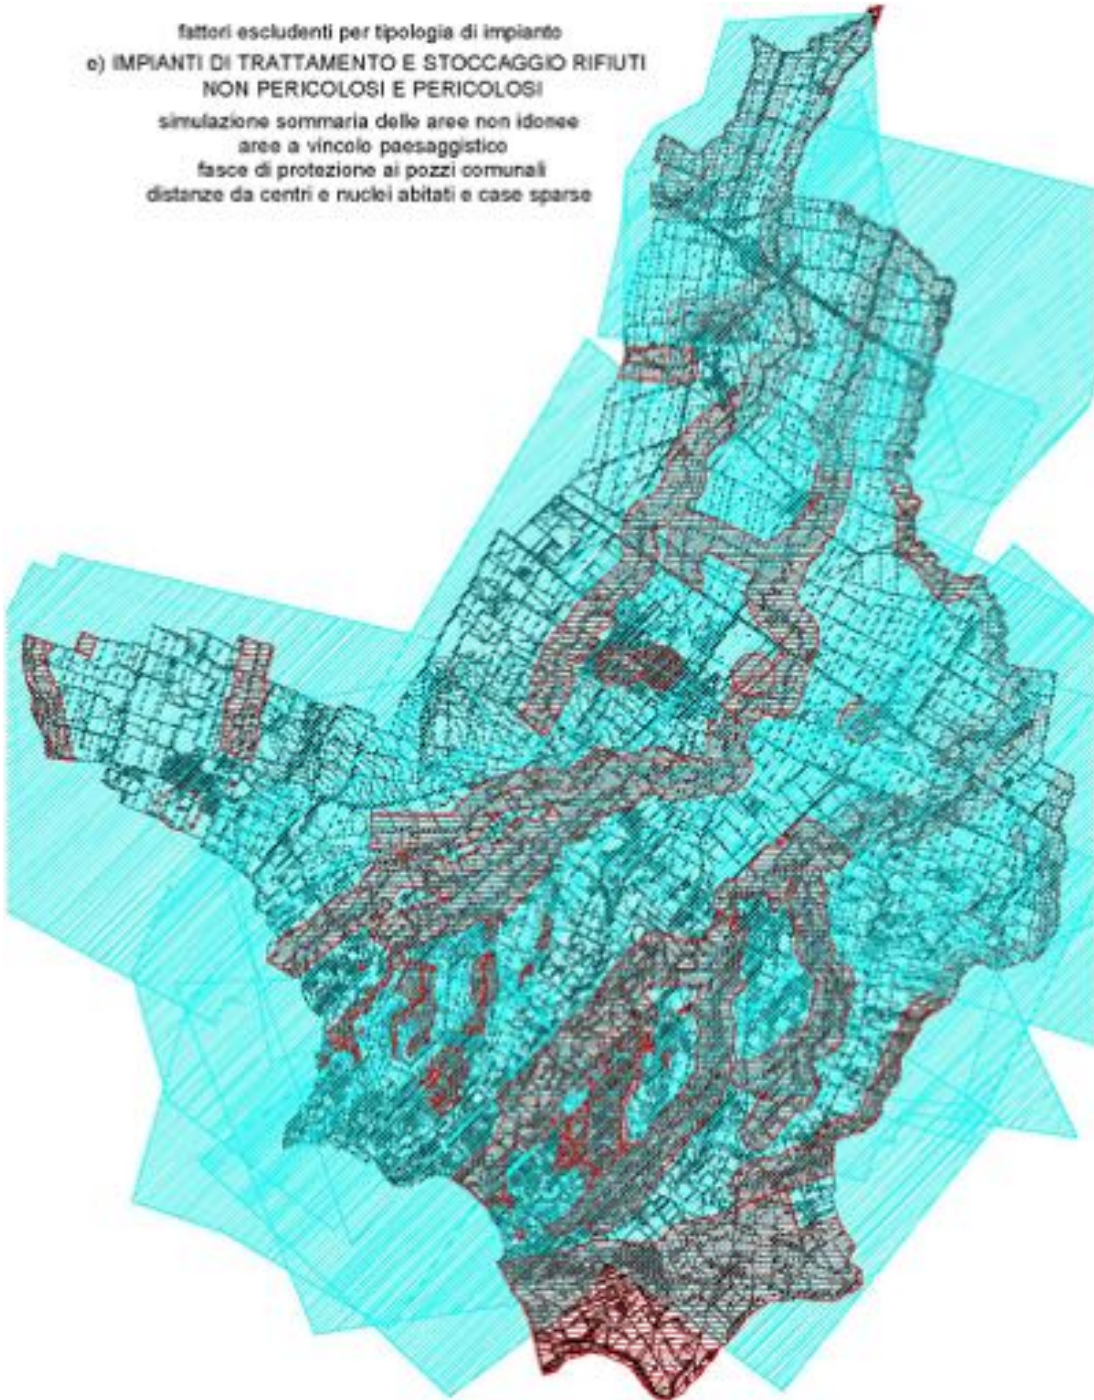 fattori escludenti per tipologia di impianto
e) IMPIANTI DI TRATTAMENTO E STOCCAGGIO RIFIUTI
NON PERICOLOSI E PERICOLOSI
simulazione sommaria delle aree non idonee
aree a vincolo paesaggistico
fasce di protezione ai pozzi comunali
distanze da centri e nuclei abitati e case sparse